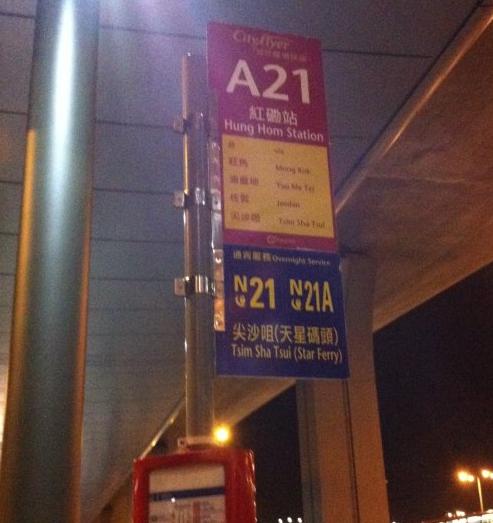 Cityflyer
A21
紅磡站
Hung Hom Station
經 via
旺角 Mong Kok
油麻地 Yau Ma Tei
佐敦 Jordan
尖沙咀 Tsim Sha Tsui
通宵服務 Overnight Service
N21 N21A
尖沙咀(天星碼頭)
Tsim Sha Tsui (Star Ferry)